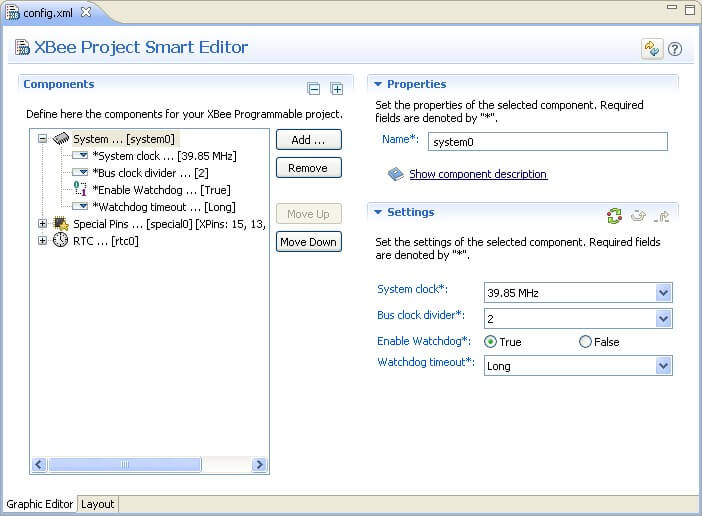 config.xml
XBee Project Smart Editor
Components
Define here the components for your XBee Programmable project.
System ... [system0]
*System clock ... [39.85 MHz]
*Bus clock divider ... [2]
*Enable Watchdog ... [True]
*Watchdog timeout ... [Long]
Special Pins ... [special0] [XPins: 15, 13,
RTC ... [rtc0]
Add ...
Remove
Move Up
Move Down
Properties
Set the properties of the selected component. Required
fields are denoted by "*".
Name*: system0
Show component description
Settings
Set the settings of the selected component. Required fields
are denoted by "*".
System clock*: 39.85 MHz
Bus clock divider*: 2
Enable Watchdog*: True False
Watchdog timeout*: Long
Graphic Editor Layout